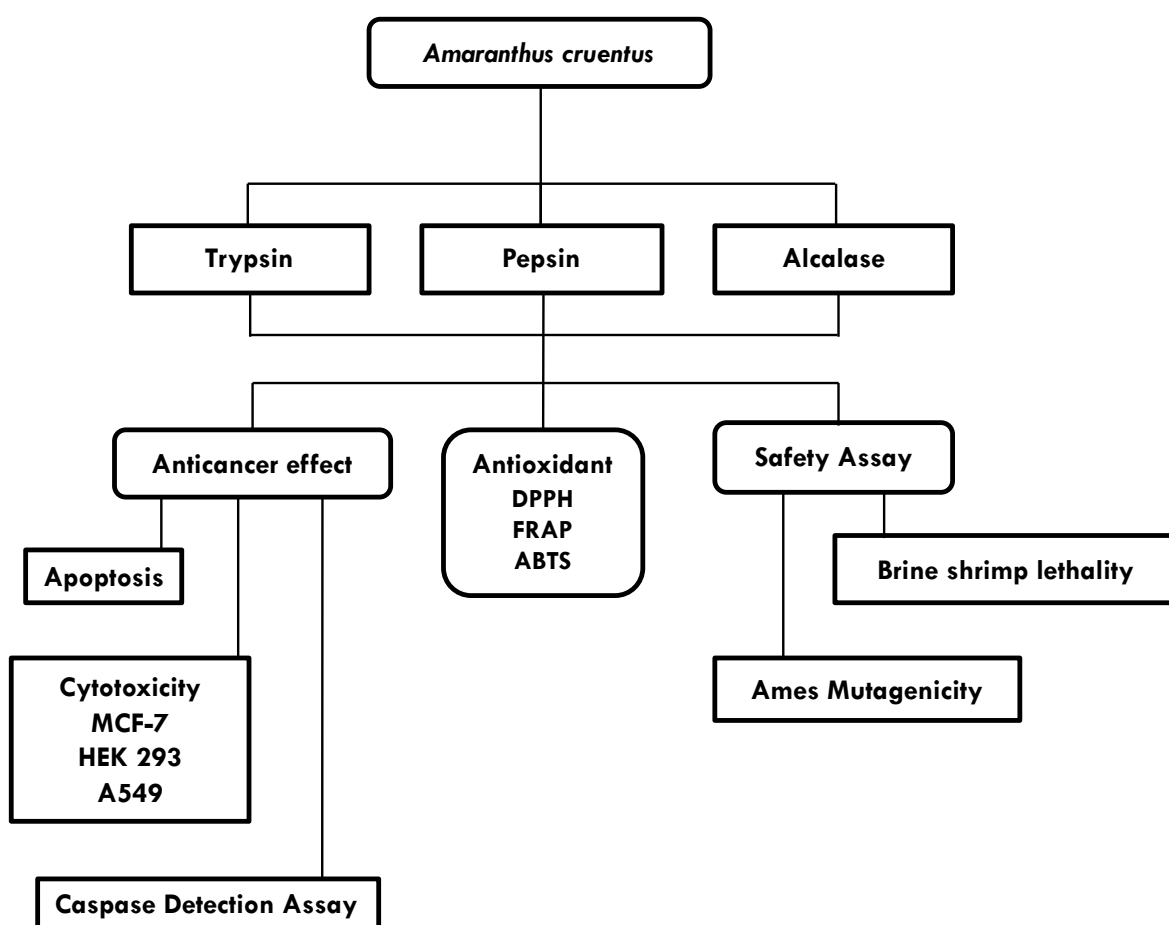 Amaranthus cruentus
Trypsin
Pepsin
Alcalase
Anticancer effect
Antioxidant
DPPH
FRAP
ABTS
Safety Assay
Apoptosis
Brine shrimp lethality
Cytotoxicity
MCF-7
HEK 293
A549
Ames Mutagenicity
Caspase Detection Assay